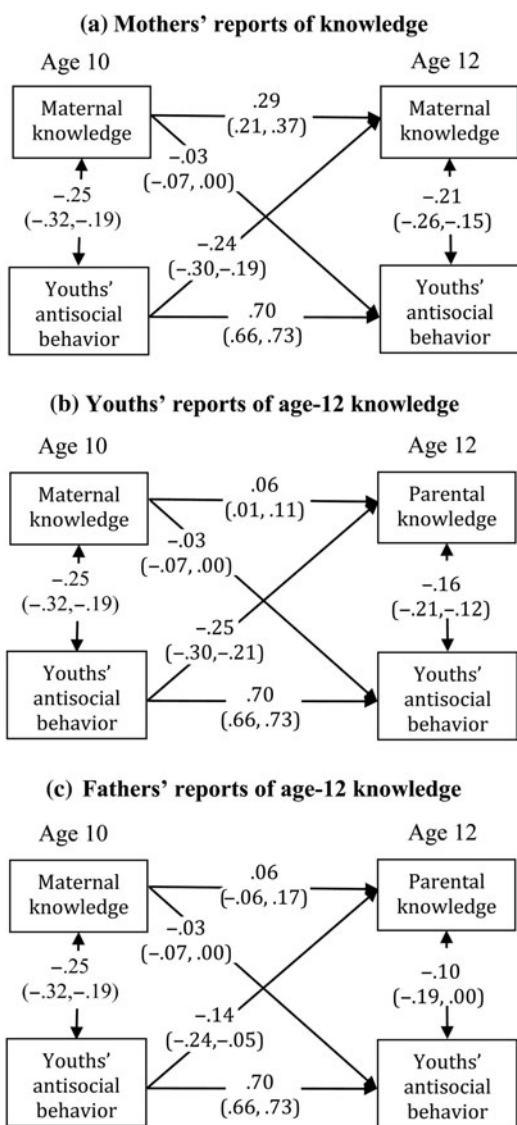 (a) Mothers' reports of knowledge
Age 10
Age 12
Maternal
knowledge
.29
(.21, .37)
Maternal
knowledge
–.03
(–.07, .00)
–.25
(–.32,–.19)
–.21
(–.26,–.15)
–.24
(–.30,–.19)
Youths'
antisocial
behavior
.70
(.66, .73)
Youths'
antisocial
behavior
(b) Youths' reports of age-12 knowledge
Age 10
Age 12
Maternal
knowledge
.06
(.01, .11)
Parental
knowledge
–.03
(–.07, .00)
–.25
(–.32,–.19)
–.16
(–.21,–.12)
–.25
(–.30,–.21)
Youths'
antisocial
behavior
.70
(.66, .73)
Youths'
antisocial
behavior
(c) Fathers' reports of age-12 knowledge
Age 10
Age 12
Maternal
knowledge
.06
(–.06, .17)
Parental
knowledge
–.03
(–.07, .00)
–.25
(–.32,–.19)
–.10
(–.19, .00)
–.14
(–.24,–.05)
Youths'
antisocial
behavior
.70
(.66, .73)
Youths'
antisocial
behavior